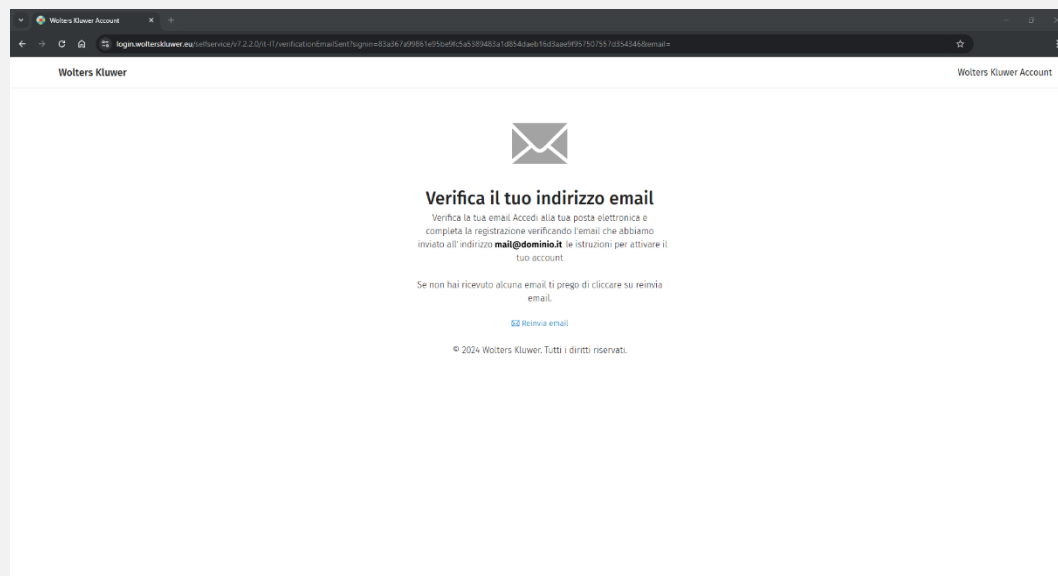 Wolters Kluwer Account
login.wolterskluwer.eu/selfservice/v7.2.2.0/it-IT/verificationEmailSent?signin=83a367a99861e95be9fc5a5389483a1d854daeb16d3aae9f957507557d354346&email=
Wolters Kluwer
Wolters Kluwer Account
Verifica il tuo indirizzo email
Verifica la tua email Accedi alla tua posta elettronica e
completa la registrazione verificando l'email che abbiamo
inviato all'indirizzo mail@dominio.it le istruzioni per attivare il
tuo account
Se non hai ricevuto alcuna email ti prego di cliccare su reinvia
email.
Reinvia email
© 2024 Wolters Kluwer. Tutti i diritti riservati.